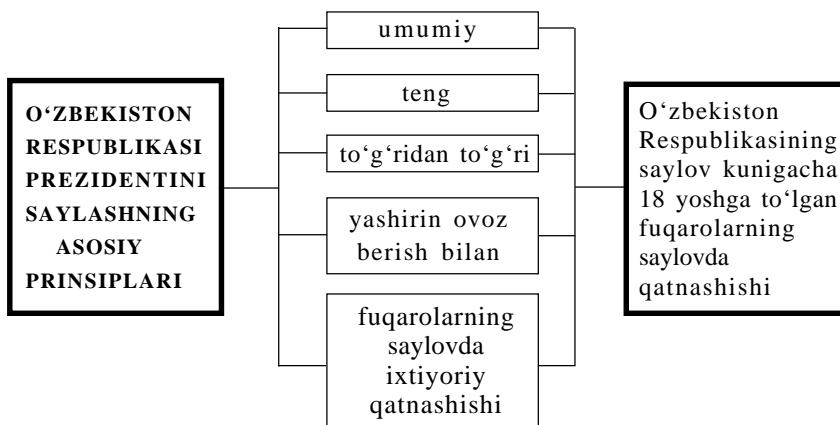 O‘ZBEKISTON
RESPUBLIKASI
PREZIDENTINI
SAYLASHNING
ASOSIY
PRINSIPLARI
umumiy
teng
to‘g‘ridan to‘g‘ri
yashirin ovoz
berish bilan
fuqarolarning
saylovda
ixtiyoriy
qatnashishi
O‘zbekiston
Respublikasining
saylov kunigacha
18 yoshga to‘lgan
fuqarolarning
saylovda
qatnashishi